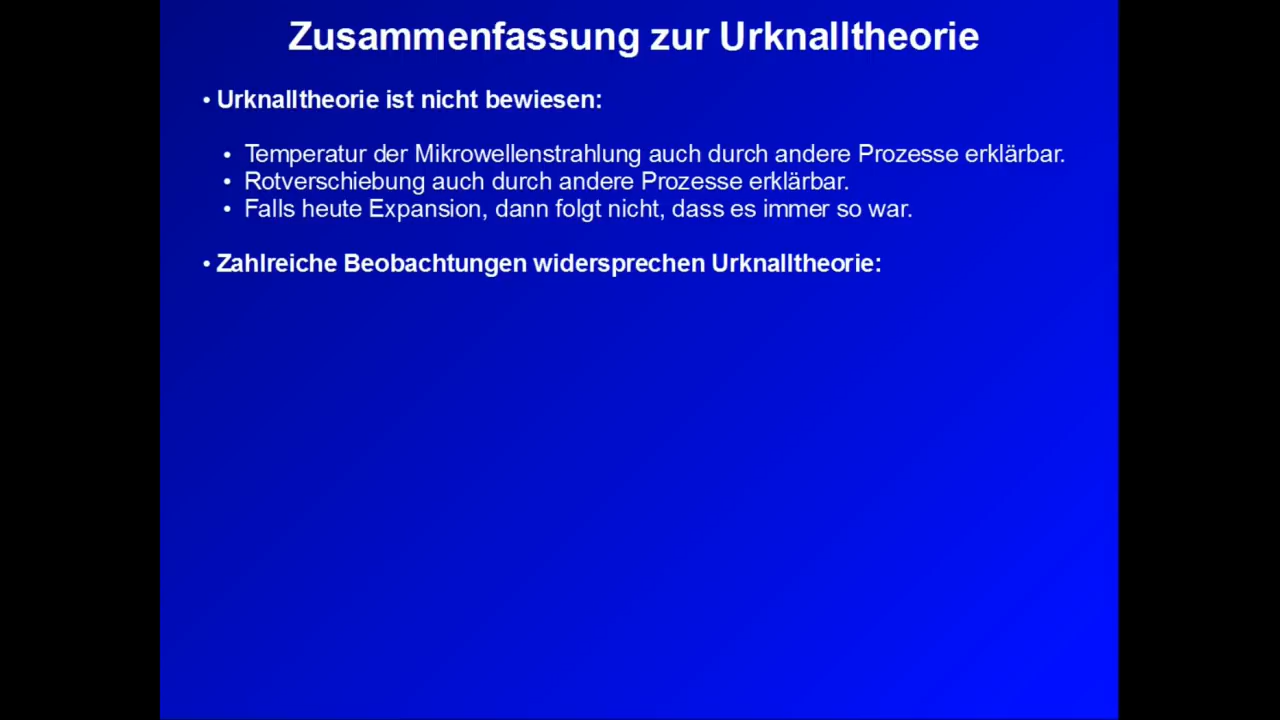 Zusammenfassung zur Urknalltheorie
• Urknalltheorie ist nicht bewiesen:
• Temperatur der Mikrowellenstrahlung auch durch andere Prozesse erklärbar.
• Rotverschiebung auch durch andere Prozesse erklärbar.
• Falls heute Expansion, dann folgt nicht, dass es immer so war.
• Zahlreiche Beobachtungen widersprechen Urknalltheorie: